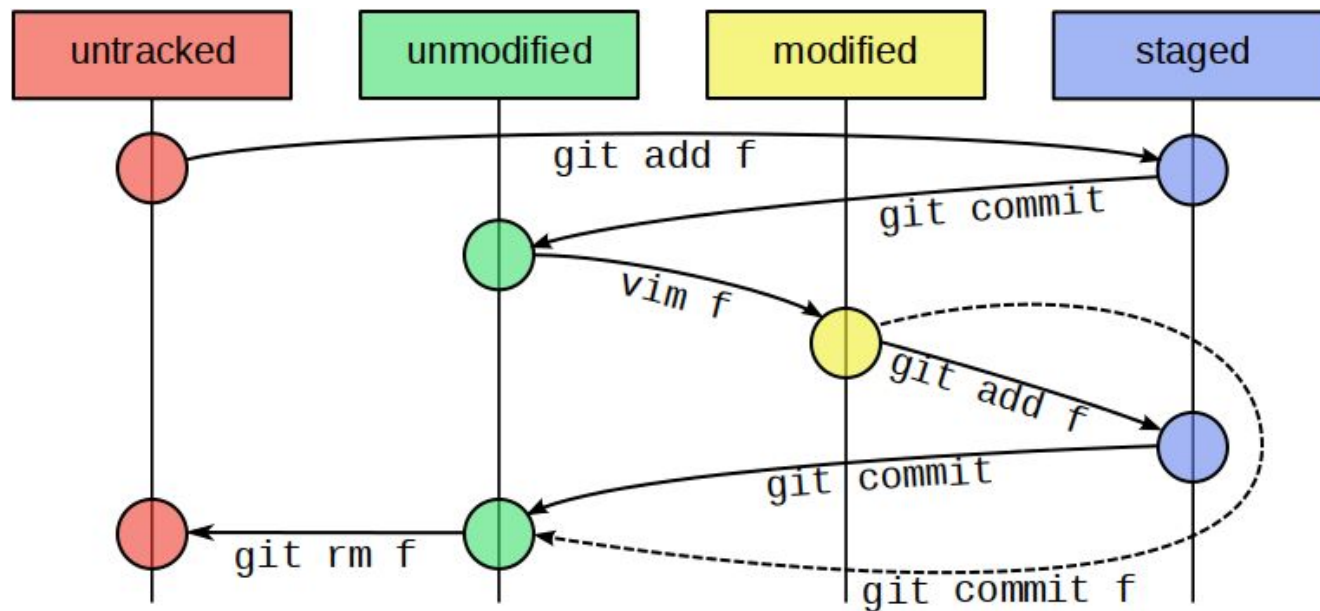 untracked
unmodified
modified
staged
git add f
git commit
vim f
git add f
git commit
git rm f
git commit f